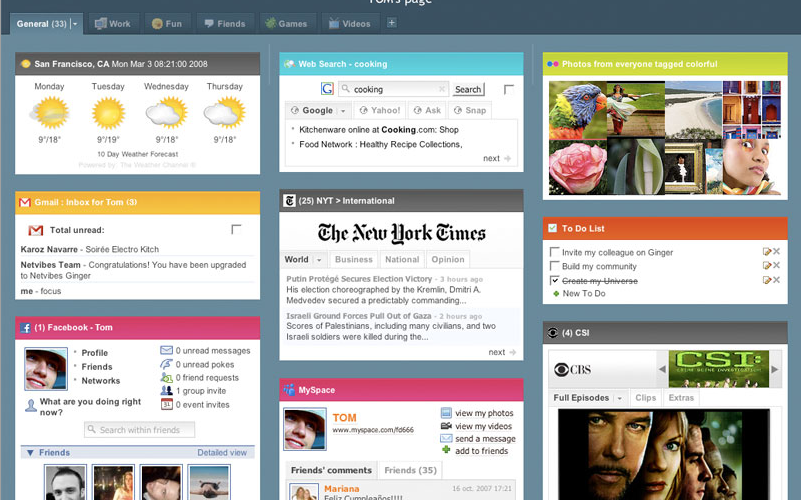 TOM's page
General (33)
Work
Fun
Fiends
Games
Videos
San Francisco, CA Mon Mar 3 08:21:00 2008
Monday Tuesday Wednesday Thursday
9°/18° 9°/19° 9°/18° 9°/18°
10 Day Weather Forecast
Powered by The Weather Channel ®
Gmail : Inbox for Tom (3)
Total unread:
Karoz Navarre - Soirée Electro Kitch
Netvibes Team - Congratulations! You have been upgraded
to Netvibes Ginger
me - focus
(1) Facebook - Tom
Profile
Friends
Networks
0 unread messages
0 unread pokes
0 friend requests
1 group invite
0 event invites
What are you doing right
now?
Search within friends
Friends
Detailed view
Web Search - cooking
cooking
Search
Google
Yahoo!
Ask
Snap
Kitchenware online at Cooking.com: Shop
Food Network : Healthy Recipe Collections,
next
(25) NYT > International
The New York Times
World
Business
National
Opinion
Putin Protégé Secures Election Victory - 3 hours ago
His election choreographed by the Kremlin, Dmitri A.
Medvedev secured a predictably commanding...
Israeli Ground Forces Pull Out of Gaza - 2 hours ago
Scores of Palestinians, including many civilians, and two
Israeli soldiers were killed during the...
next
MySpace
TOM
www.myspace.com/fd666
view my photos
view my videos
send a message
add to friends
Friends' comments
Friends (35)
Mariana
16 oct. 2007 17:21
Feliz Cumpleaños!!!!
Photos from everyone tagged colorful
To Do List
Invite my colleague on Ginger
Build my community
Create my Universe
New To Do
(4) CSI
CBS
CSI:
CRIME SCENE INVESTIGATION
Full Episodes
Clips
Extras